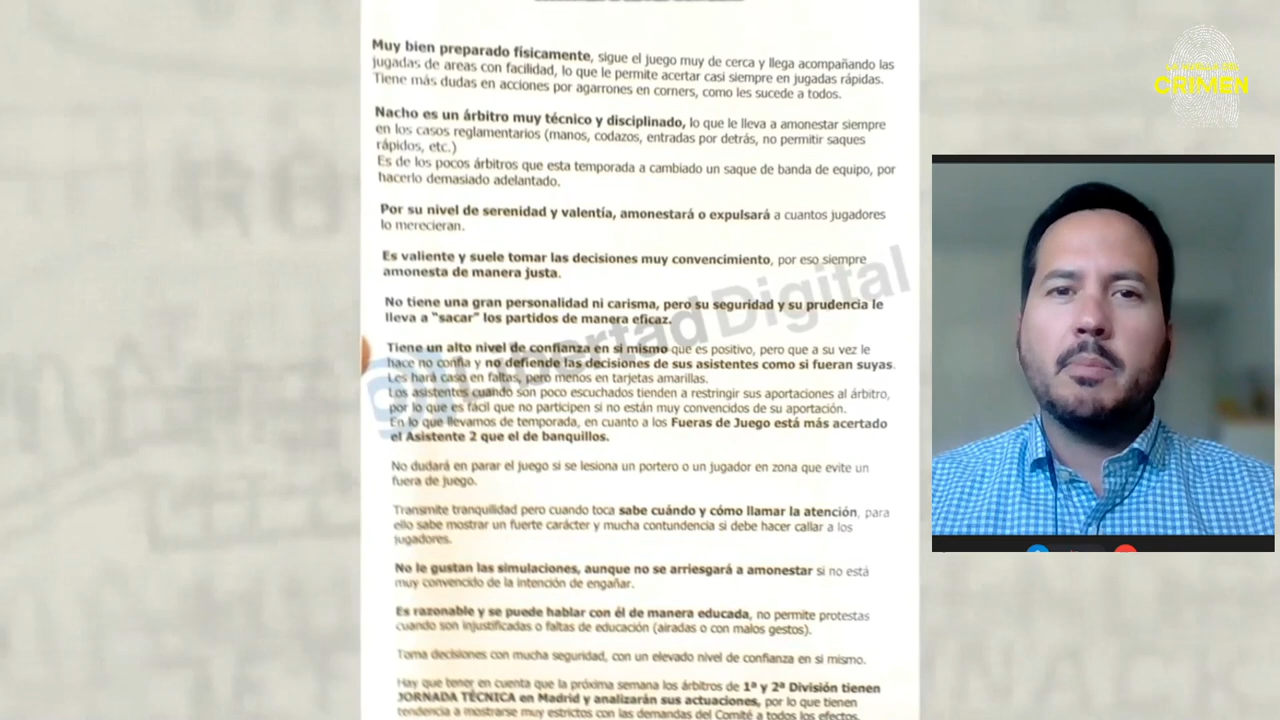 Muy bien preparado físicamente, sigue el juego muy de cerca y llega acompañando las
jugadas de areas con facilidad, lo que le permite acertar casi siempre en jugadas rápidas.
Tiene más dudas en acciones por agarrones en corners, como les sucede a todos.
Nacho es un árbitro muy técnico y disciplinado, lo que le lleva a amonestar siempre
en los casos reglamentarios (manos, codazos, entradas por detrás, no permitir saques
rápidos, etc.)
Es de los pocos árbitros que esta temporada a cambiado un saque de banda de equipo, por
hacerlo demasiado adelantado.
Por su nivel de serenidad y valentía, amonestará o expulsará a cuantos jugadores
lo merecieran.
Es valiente y suele tomar las decisiones muy convencimiento, por eso siempre
amonesta de manera justa.
No tiene una gran personalidad ni carisma, pero su seguridad y su prudencia le
lleva a "sacar" los partidos de manera eficaz.
Tiene un alto nivel de confianza en si mismo que es positivo, pero que a su vez le
hace no confía y no defiende las decisiones de sus asistentes como si fueran suyas.
Les hará caso en faltas, pero menos en tarjetas amarillas.
Los asistentes cuando son poco escuchados tienden a restringir sus aportaciones al árbitro,
por lo que es fácil que no participen si no están muy convencidos de su aportación.
En lo que llevamos de temporada, en cuanto a los Fueras de Juego está más acertado
el Asistente 2 que el de banquillos.
No dudará en parar el juego si se lesiona un portero o un jugador en zona que evite un
fuera de juego.
Transmite tranquilidad pero cuando toca sabe cuándo y cómo llamar la atención, para
ello sabe mostrar un fuerte carácter y mucha contundencia si debe hacer callar a los
jugadores.
No le gustan las simulaciones, aunque no se arriesgará a amonestar si no está
muy convencido de la intención de engañar.
Es razonable y se puede hablar con él de manera educada, no permite protestas
cuando son injustificadas o faltas de educación (airadas o con malos gestos).
Toma decisiones con mucha seguridad, con un elevado nivel de confianza en si mismo.
Hay que tener en cuenta que la próxima semana los árbitros de 1ª y 2ª División tienen
JORNADA TÉCNICA en Madrid y analizarán sus actuaciones, por lo que tienen
tendencia a mostrarse muy estrictos con las demandas del Comité a todos los efectos.
Libertad Digital
CRIMEN